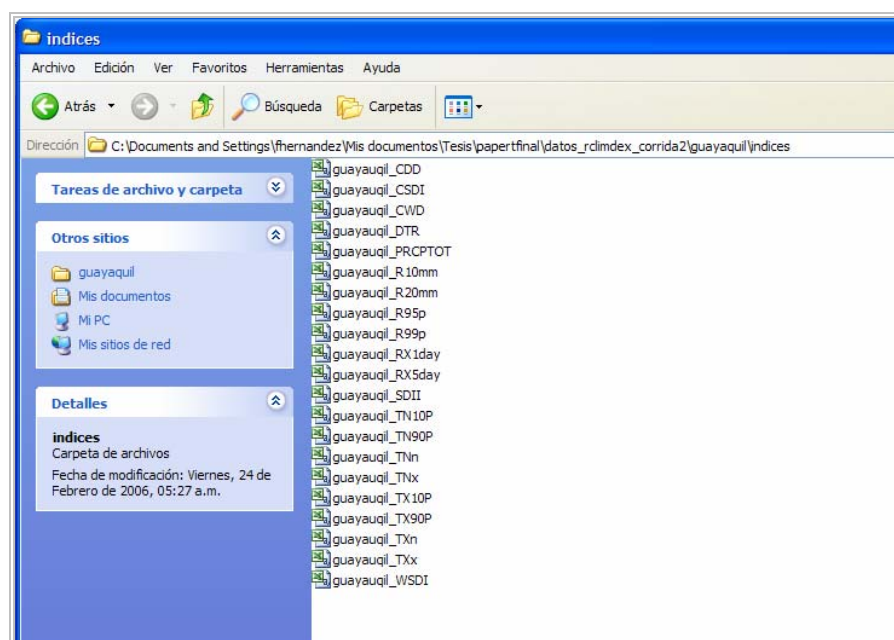 indices
Archivo Edición Ver Favoritos Herramientas Ayuda
Atrás Búsqueda Carpetas
Dirección C:\Documents and Settings\fhernandez\Mis documentos\Tesis\papertfinal\datos_rclimdex_corrida2\guayaquil\indices
Tareas de archivo y carpeta
Otros sitios
guayaquil
Mis documentos
Mi PC
Mis sitios de red
Detalles
indices
Carpeta de archivos
Fecha de modificación: Viernes, 24 de
Febrero de 2006, 05:27 a.m.
guayauqil_CDD
guayauqil_CSDI
guayauqil_CWD
guayauqil_DTR
guayauqil_PRCPTOT
guayauqil_R10mm
guayauqil_R20mm
guayauqil_R95p
guayauqil_R99p
guayauqil_RX1day
guayauqil_RX5day
guayauqil_SDII
guayauqil_TN10P
guayauqil_TN90P
guayauqil_TNn
guayauqil_TNx
guayauqil_TX10P
guayauqil_TX90P
guayauqil_TXn
guayauqil_TXx
guayauqil_WSDI